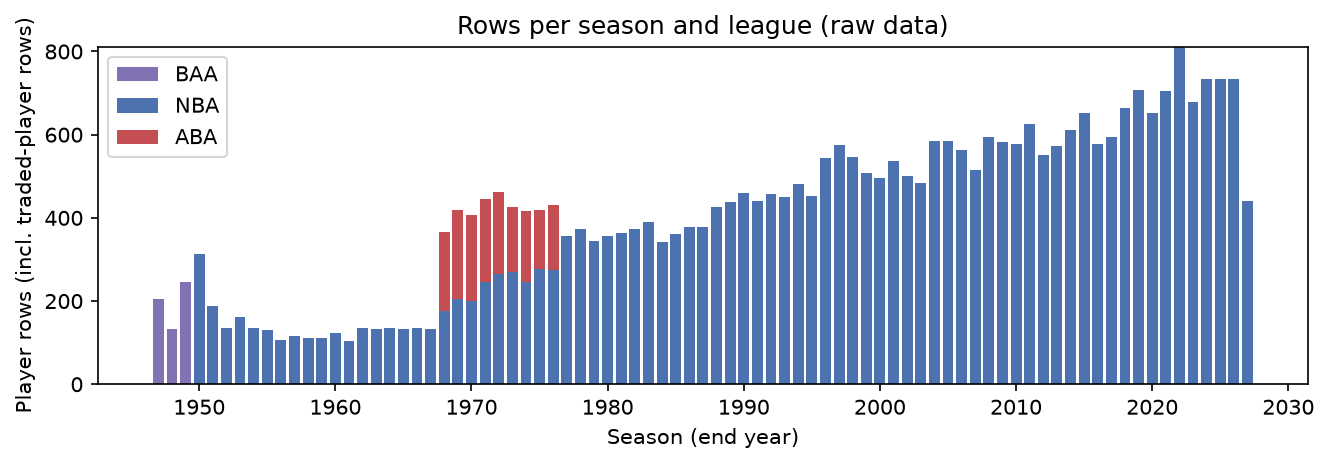 Rows per season and league (raw data)
Player rows (incl. traded-player rows)
800
600
400
200
0
BAA
NBA
ABA
1950 1960 1970 1980 1990 2000 2010 2020 2030
Season (end year)